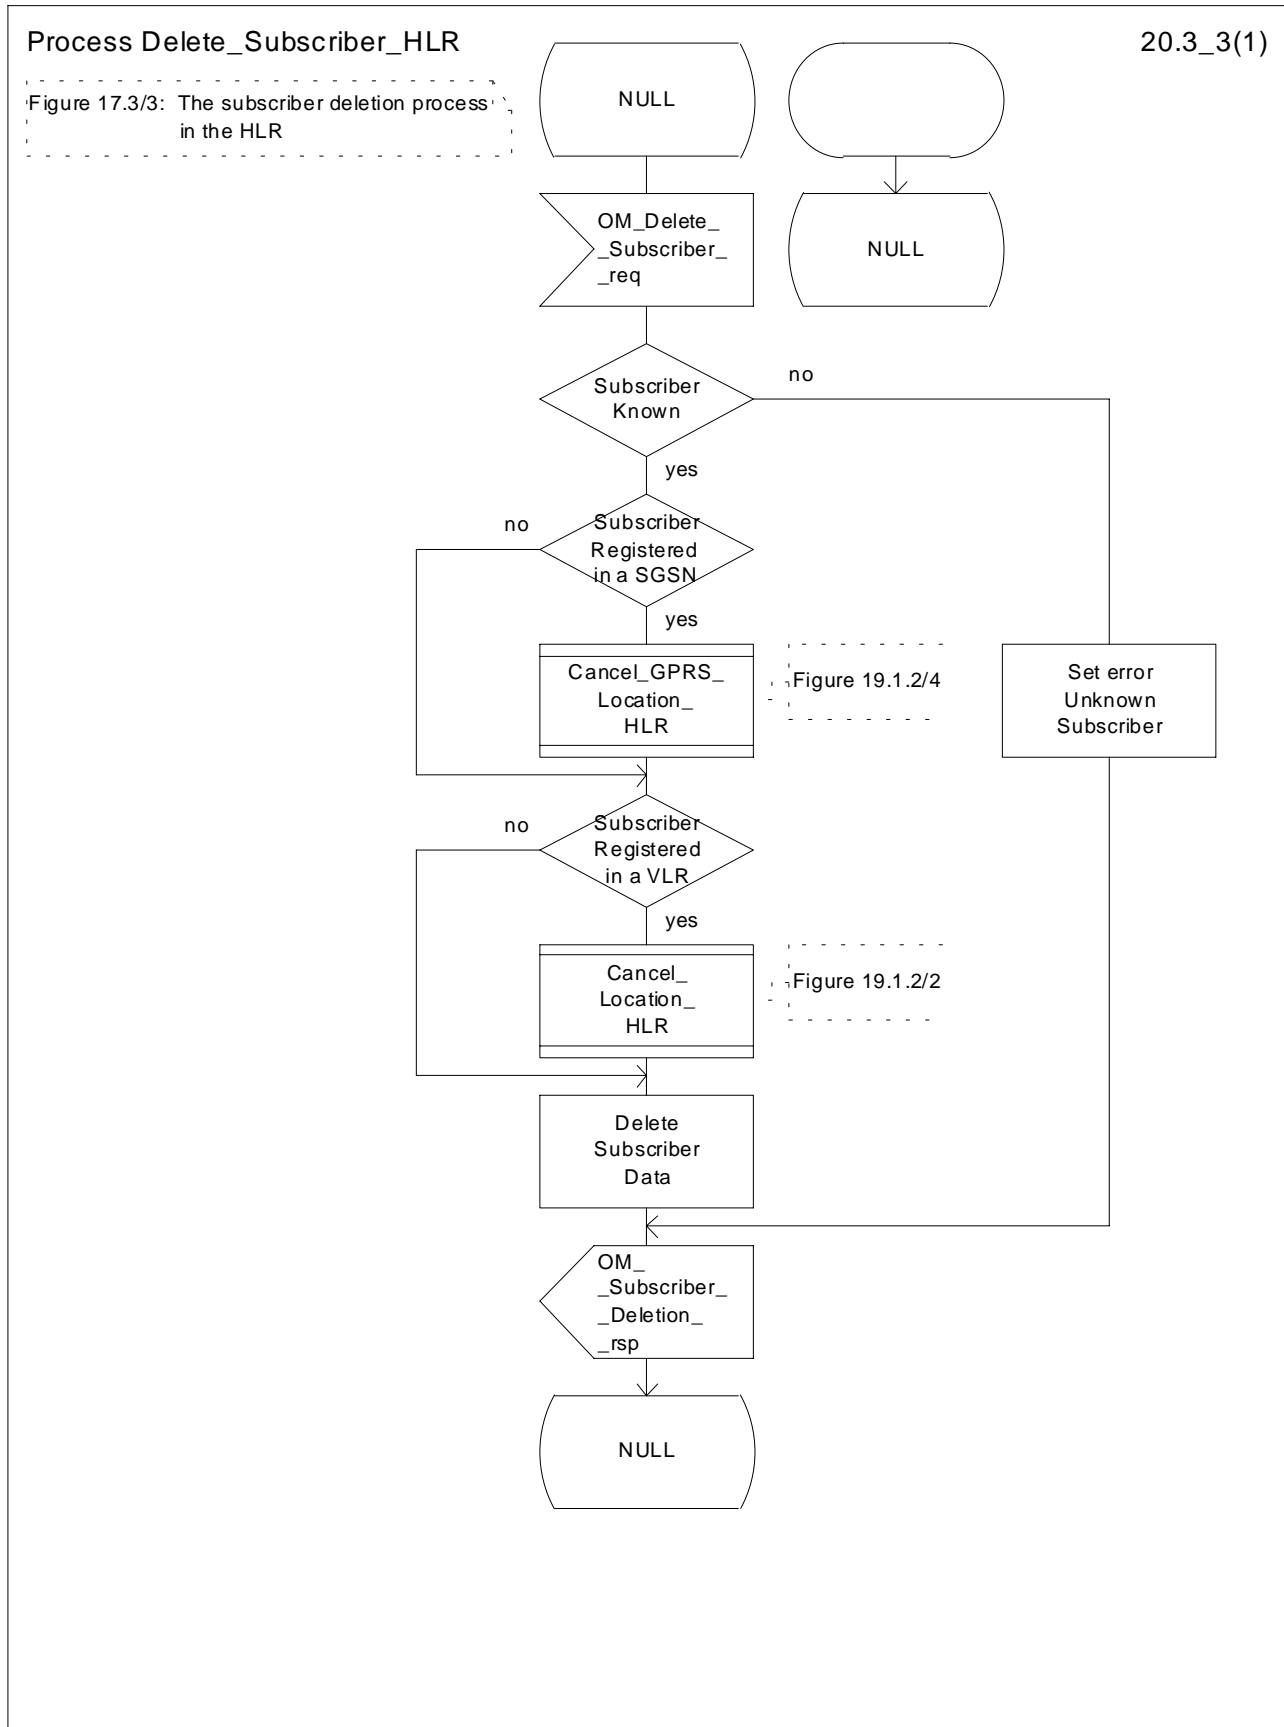 Process Delete_Subscriber_HLR
20.3_3(1)
Figure 17.3/3: The subscriber deletion process
in the HLR
NULL
OM_Delete_
_Subscriber_
_req
NULL
Subscriber
Known
no
yes
no
Subscriber
Registered
in a SGSN
yes
Cancel_GPRS_
Location_
HLR
Figure 19.1.2/4
Set error
Unknown
Subscriber
no
Subscriber
Registered
in a VLR
yes
Cancel_
Location_
HLR
Figure 19.1.2/2
Delete
Subscriber
Data
OM_
_Subscriber_
_Deletion_
_rsp
NULL